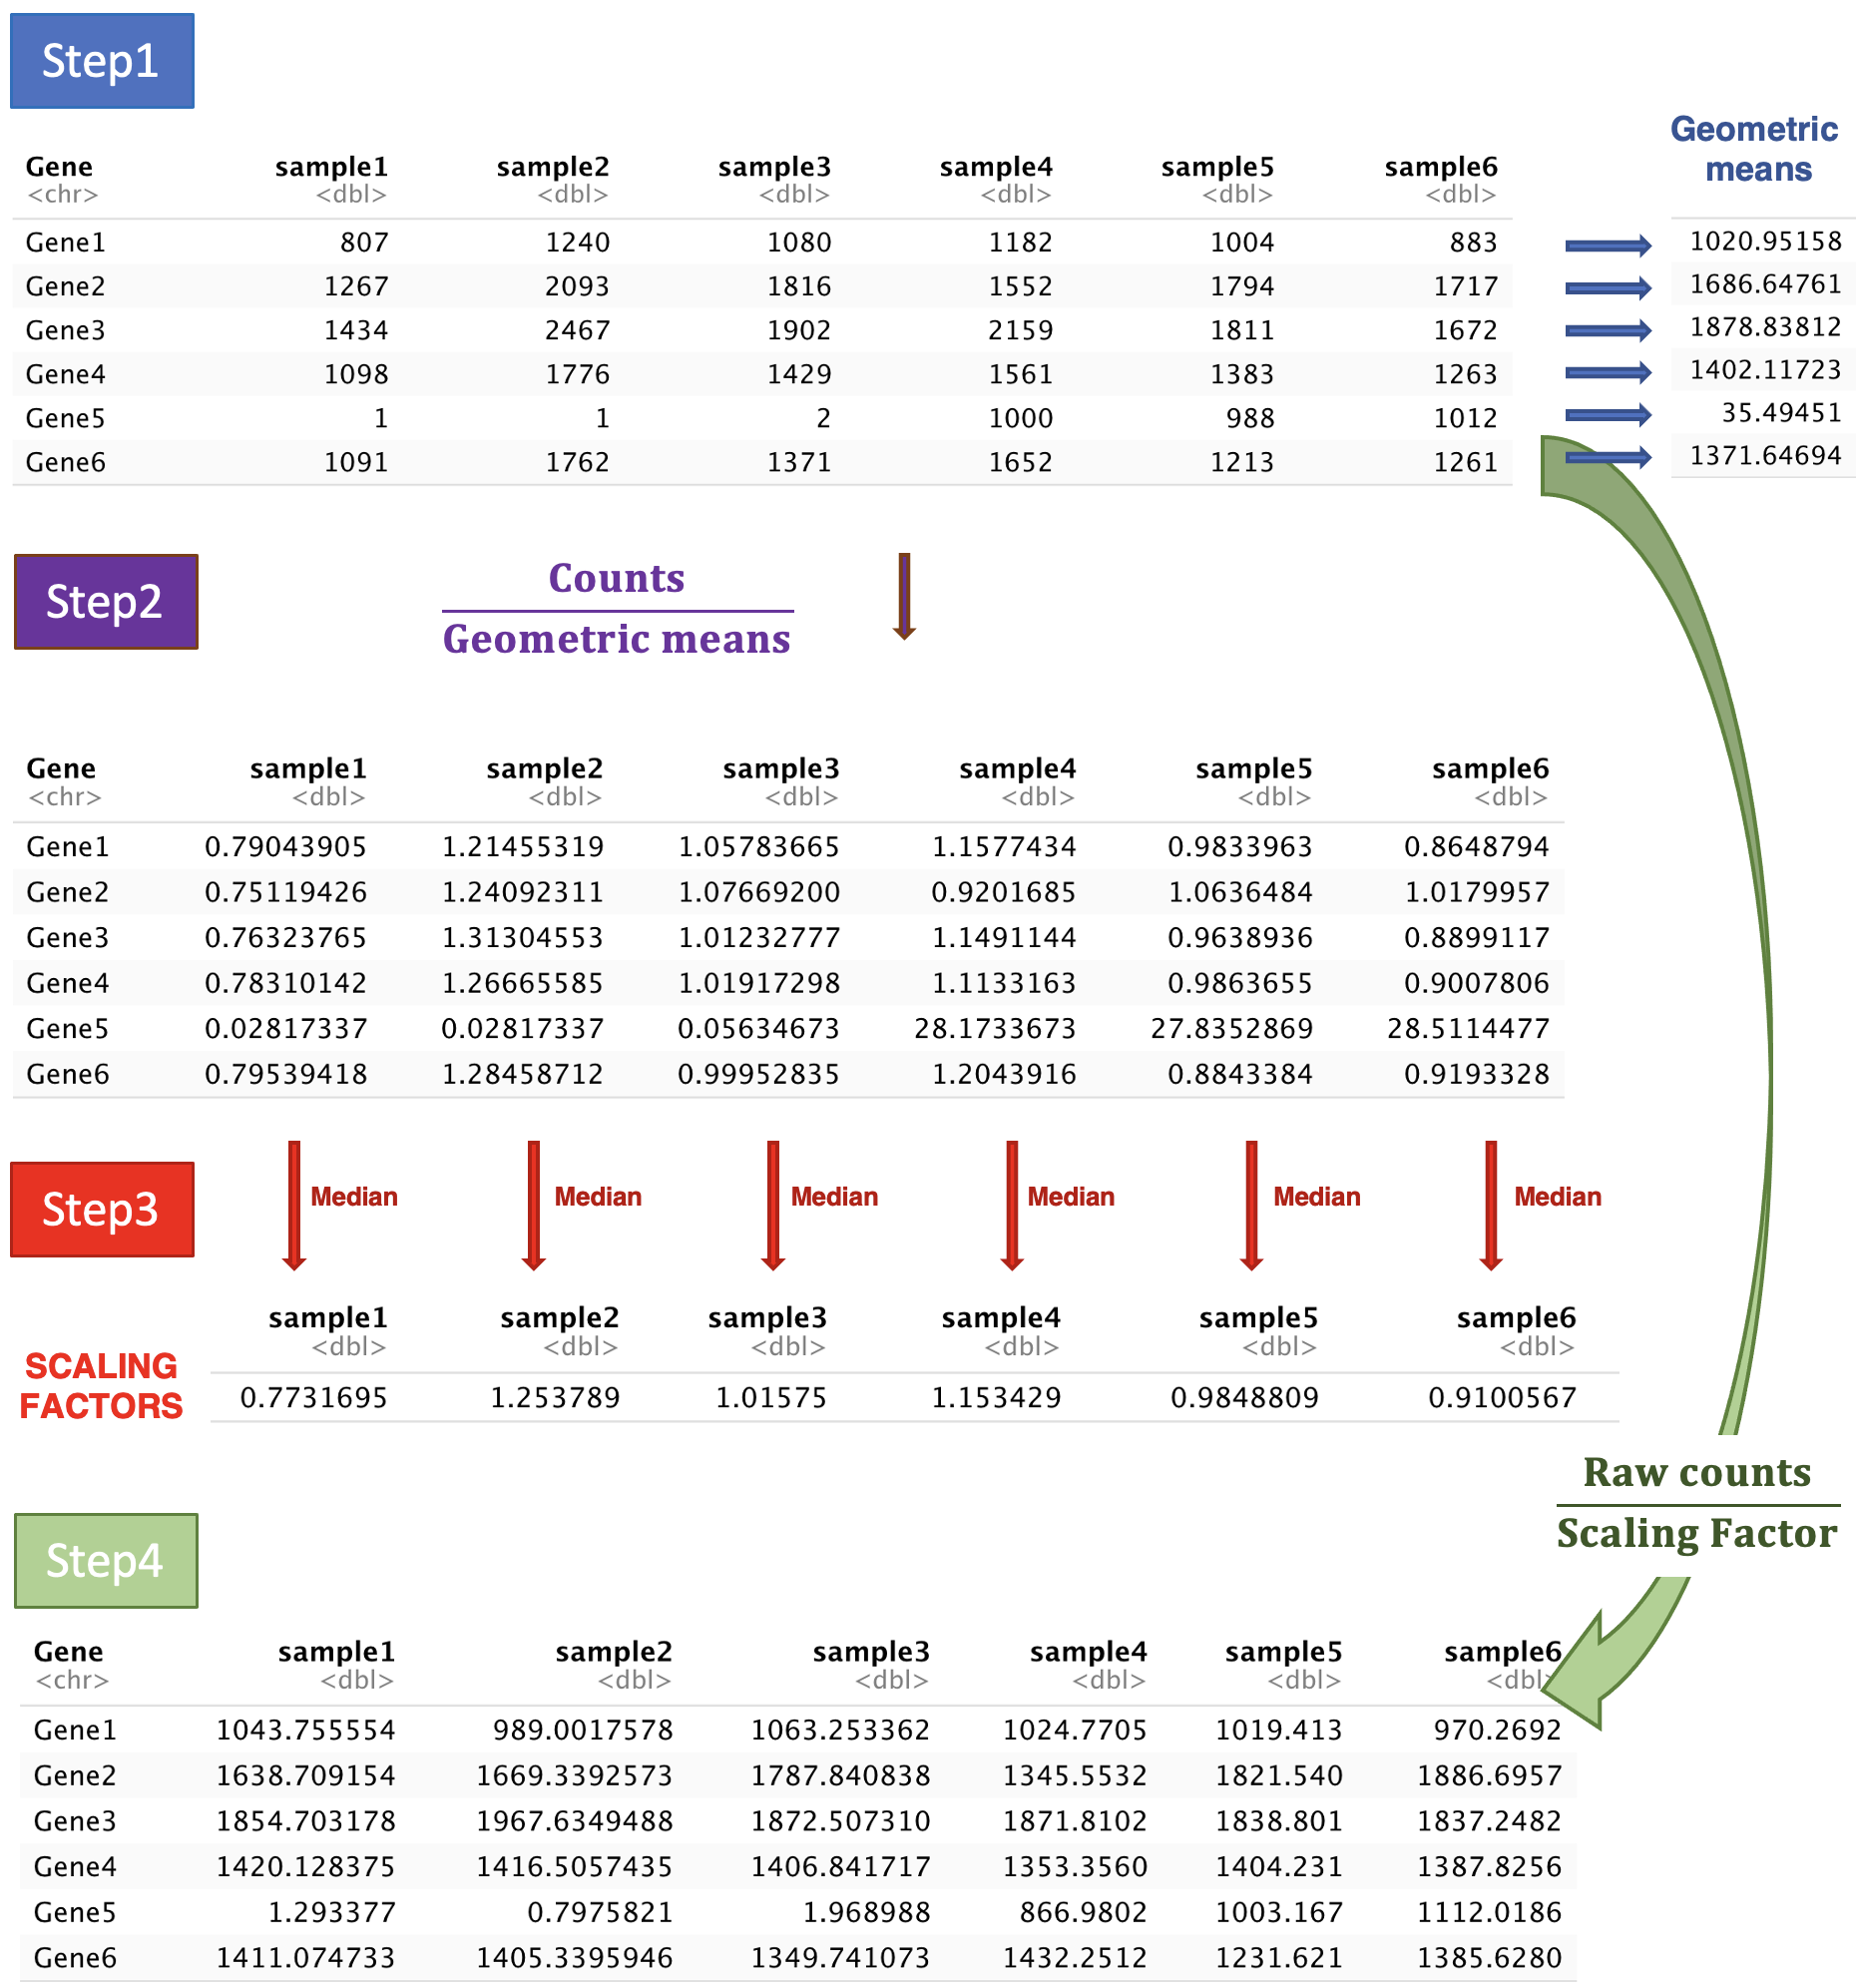 Step1
Geometric
means
Gene sample1 sample2 sample3 sample4 sample5 sample6
<chr> <dbl> <dbl> <dbl> <dbl> <dbl> <dbl>
Gene1 807 1240 1080 1182 1004 883 1020.95158
Gene2 1267 2093 1816 1552 1794 1717 1686.64761
Gene3 1434 2467 1902 2159 1811 1672 1878.83812
Gene4 1098 1776 1429 1561 1383 1263 1402.11723
Gene5 1 1 2 1000 988 1012 35.49451
Gene6 1091 1762 1371 1652 1213 1261 1371.64694
Step2
Counts
Geometric means
Gene sample1 sample2 sample3 sample4 sample5 sample6
<chr> <dbl> <dbl> <dbl> <dbl> <dbl> <dbl>
Gene1 0.79043905 1.21455319 1.05783665 1.1577434 0.9833963 0.8648794
Gene2 0.75119426 1.24092311 1.07669200 0.9201685 1.0636484 1.0179957
Gene3 0.76323765 1.31304553 1.01232777 1.1491144 0.9638936 0.8899117
Gene4 0.78310142 1.26665585 1.01917298 1.1133163 0.9863655 0.9007806
Gene5 0.02817337 0.02817337 0.05634673 28.1733673 27.8352869 28.5114477
Gene6 0.79539418 1.28458712 0.99952835 1.2043916 0.8843384 0.9193328
Step3
Median Median Median Median Median Median
sample1 sample2 sample3 sample4 sample5 sample6
<dbl> <dbl> <dbl> <dbl> <dbl> <dbl>
SCALING
FACTORS
0.7731695 1.253789 1.01575 1.153429 0.9848809 0.9100567
Raw counts
Scaling Factor
Step4
Gene sample1 sample2 sample3 sample4 sample5 sample6
<chr> <dbl> <dbl> <dbl> <dbl> <dbl> <dbl>
Gene1 1043.755554 989.0017578 1063.253362 1024.7705 1019.413 970.2692
Gene2 1638.709154 1669.3392573 1787.840838 1345.5532 1821.540 1886.6957
Gene3 1854.703178 1967.6349488 1872.507310 1871.8102 1838.801 1837.2482
Gene4 1420.128375 1416.5057435 1406.841717 1353.3560 1404.231 1387.8256
Gene5 1.293377 0.7975821 1.968988 866.9802 1003.167 1112.0186
Gene6 1411.074733 1405.3395946 1349.741073 1432.2512 1231.621 1385.6280